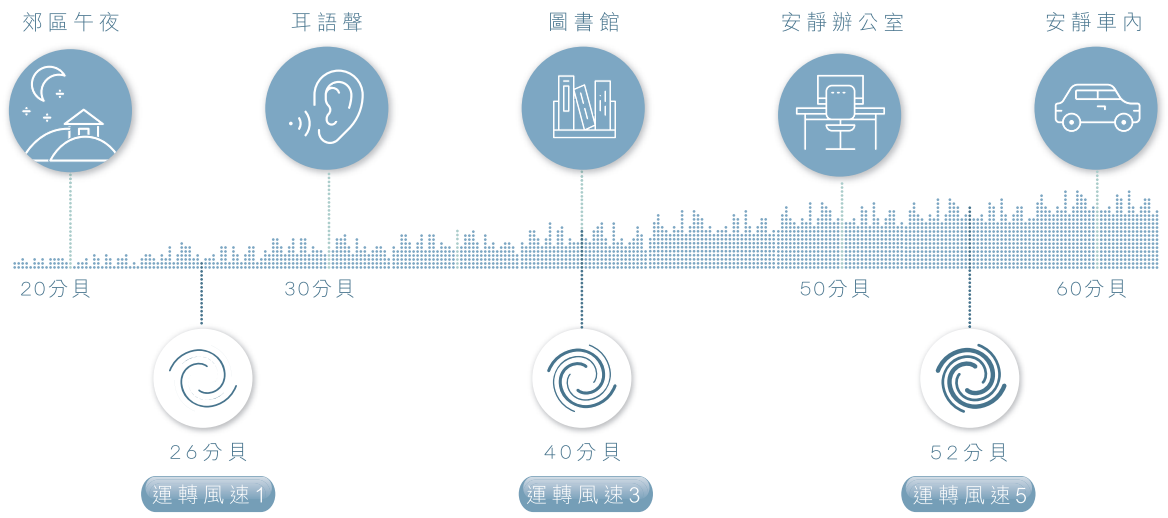 郊區午夜
耳語聲
圖書館
安靜辦公室
安靜車內
20分貝
30分貝
50分貝
60分貝
26分貝
40分貝
52分貝
運轉風速1
運轉風速3
運轉風速5